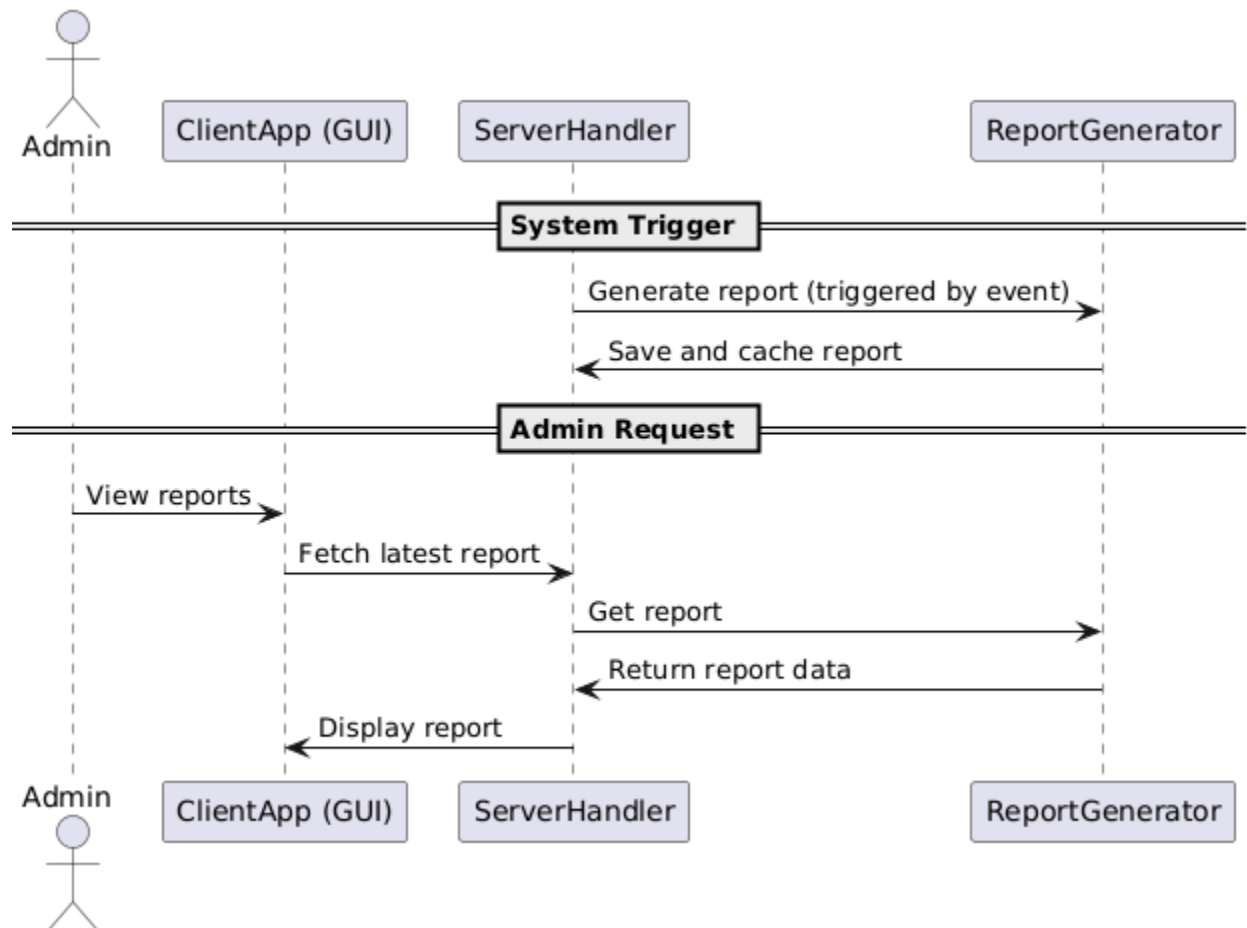 Admin
ClientApp (GUI)
ServerHandler
ReportGenerator
System Trigger
Generate report (triggered by event)
Save and cache report
Admin Request
View reports
Fetch latest report
Get report
Return report data
Display report
Admin
ClientApp (GUI)
ServerHandler
ReportGenerator